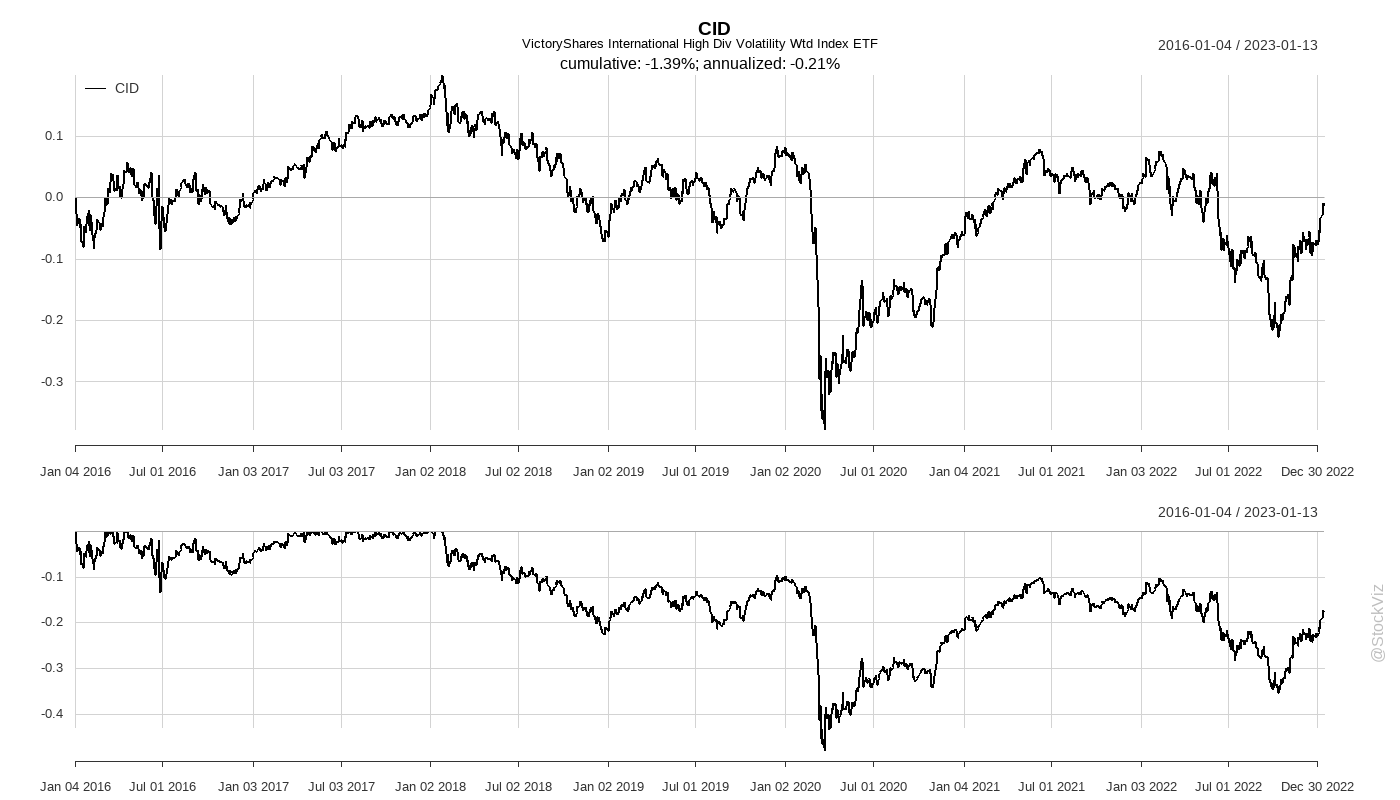 CID
VictoryShares International High Div Volatility Wtd Index ETF
2016-01-04 / 2023-01-13
cumulative: -1.39%; annualized: -0.21%
CID
0.1
0.0
-0.1
-0.2
-0.3
Jan 04 2016 Jul 01 2016 Jan 03 2017 Jul 03 2017 Jan 02 2018 Jul 02 2018 Jan 02 2019 Jul 01 2019 Jan 02 2020 Jul 01 2020 Jan 04 2021 Jul 01 2021 Jan 03 2022 Jul 01 2022 Dec 30 2022
2016-01-04 / 2023-01-13
-0.1
-0.2
-0.3
-0.4
Jan 04 2016 Jul 01 2016 Jan 03 2017 Jul 03 2017 Jan 02 2018 Jul 02 2018 Jan 02 2019 Jul 01 2019 Jan 02 2020 Jul 01 2020 Jan 04 2021 Jul 01 2021 Jan 03 2022 Jul 01 2022 Dec 30 2022
@StockViz